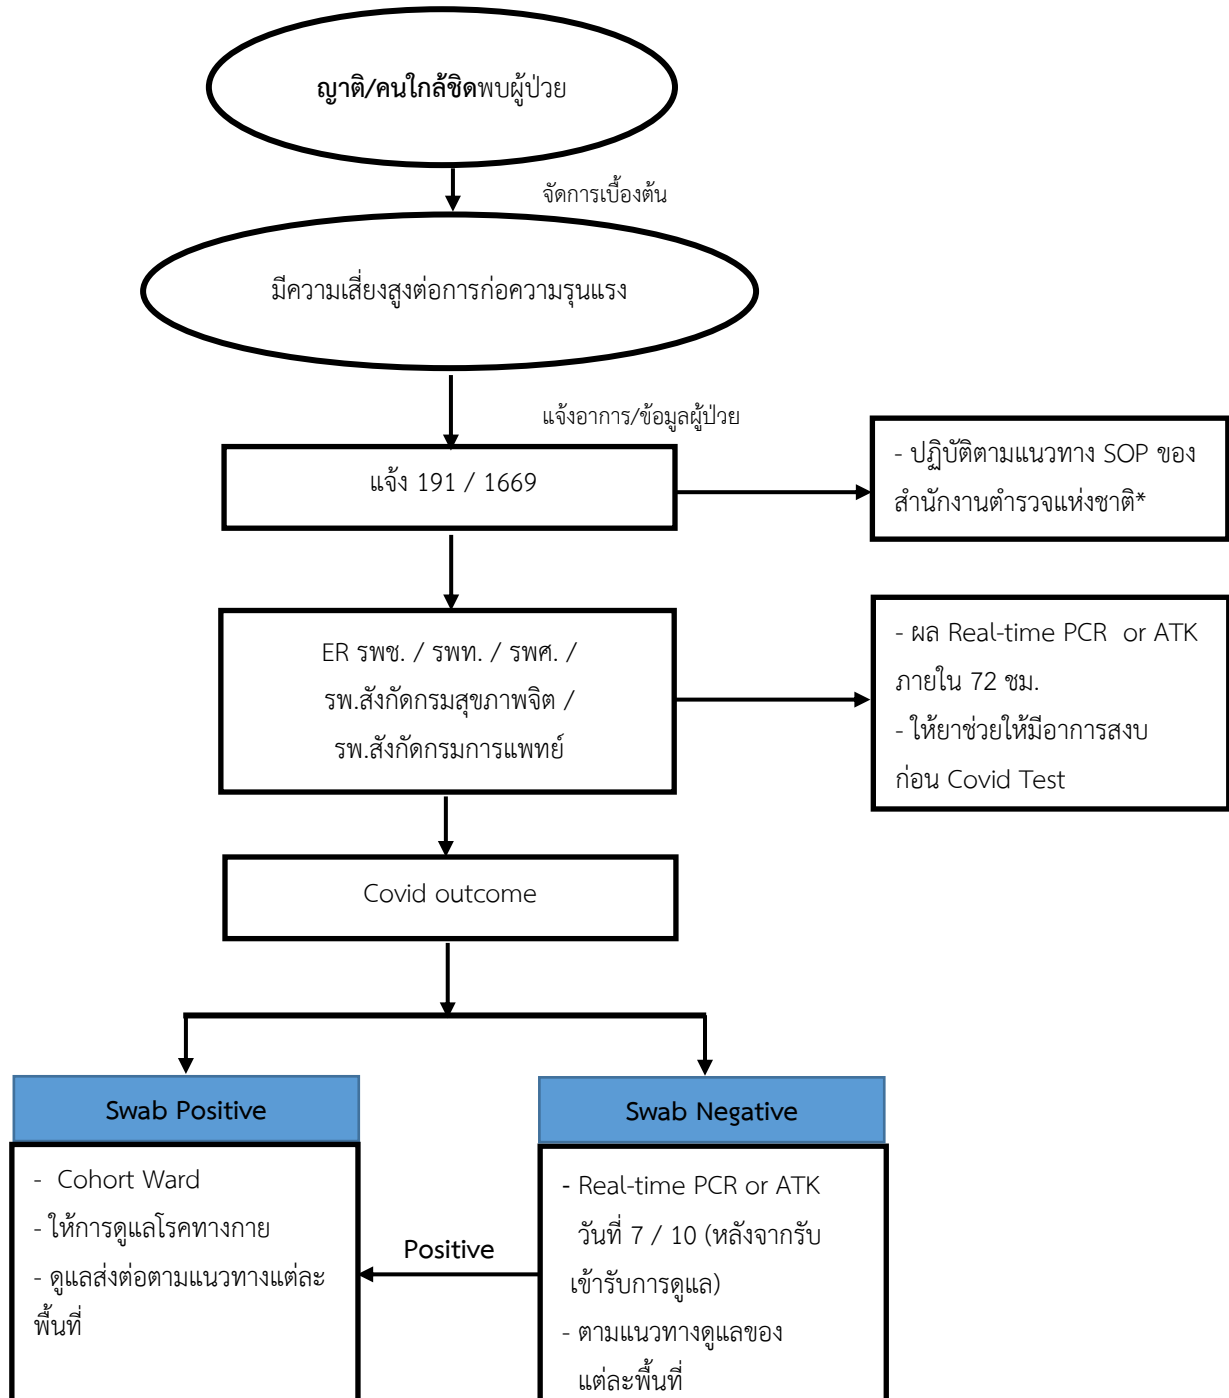 ญาติ/คนใกล้ชิดพบผู้ป่วย
จัดการเบื้องต้น
มีความเสี่ยงสูงต่อการก่อความรุนแรง
แจ้งอาการ/ข้อมูลผู้ป่วย
แจ้ง 191 / 1669
- ปฏิบัติตามแนวทาง SOP ของ
สำนักงานตำรวจแห่งชาติ*
ER รพช. / รพท. / รพศ. /
รพ.สังกัดกรมสุขภาพจิต /
รพ.สังกัดกรมการแพทย์
- ผล Real-time PCR or ATK
ภายใน 72 ชม.
- ให้ยาช่วยให้มีอาการสงบ
ก่อน Covid Test
Covid outcome
Swab Positive
- Cohort Ward
- ให้การดูแลโรคทางกาย
- ดูแลส่งต่อตามแนวทางแต่ละ
พื้นที่
Positive
Swab Negative
- Real-time PCR or ATK
วันที่ 7 / 10 (หลังจากรับ
เข้ารับการดูแล)
- ตามแนวทางดูแลของ
แต่ละพื้นที่